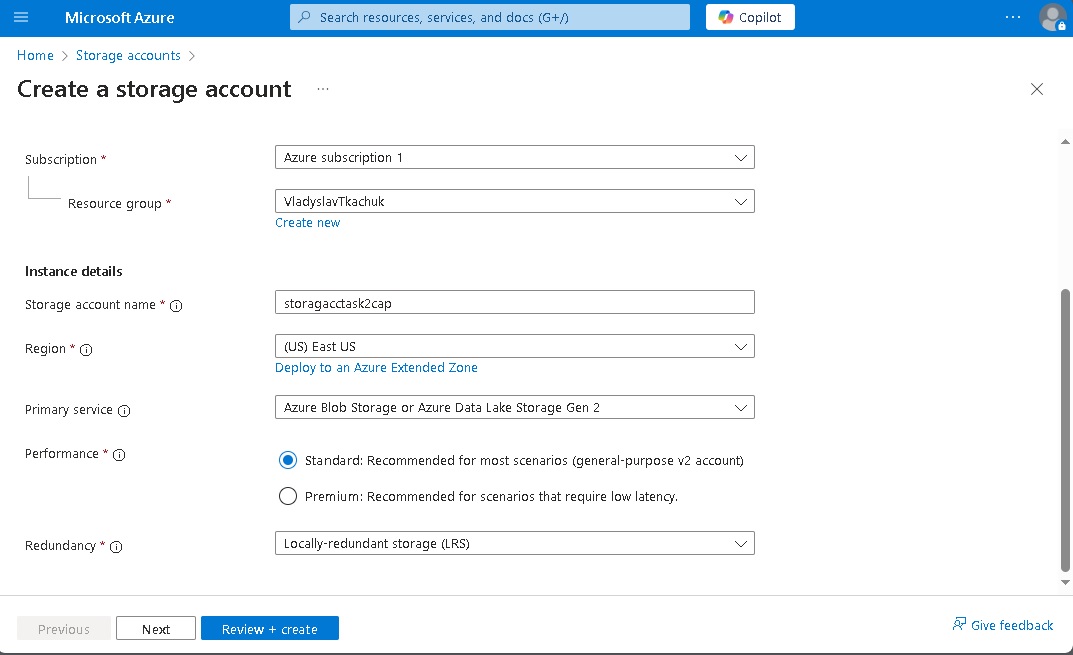 Microsoft Azure
Search resources, services, and docs (G+/)
Copilot
Home > Storage accounts >
Create a storage account ...
Subscription *
Azure subscription 1
Resource group *
VladyslavTkachuk
Create new
Instance details
Storage account name *
storagacctask2cap
Region *
(US) East US
Deploy to an Azure Extended Zone
Primary service
Azure Blob Storage or Azure Data Lake Storage Gen 2
Performance *
Standard: Recommended for most scenarios (general-purpose v2 account)
Premium: Recommended for scenarios that require low latency.
Redundancy *
Locally-redundant storage (LRS)
Previous
Next
Review + create
Give feedback